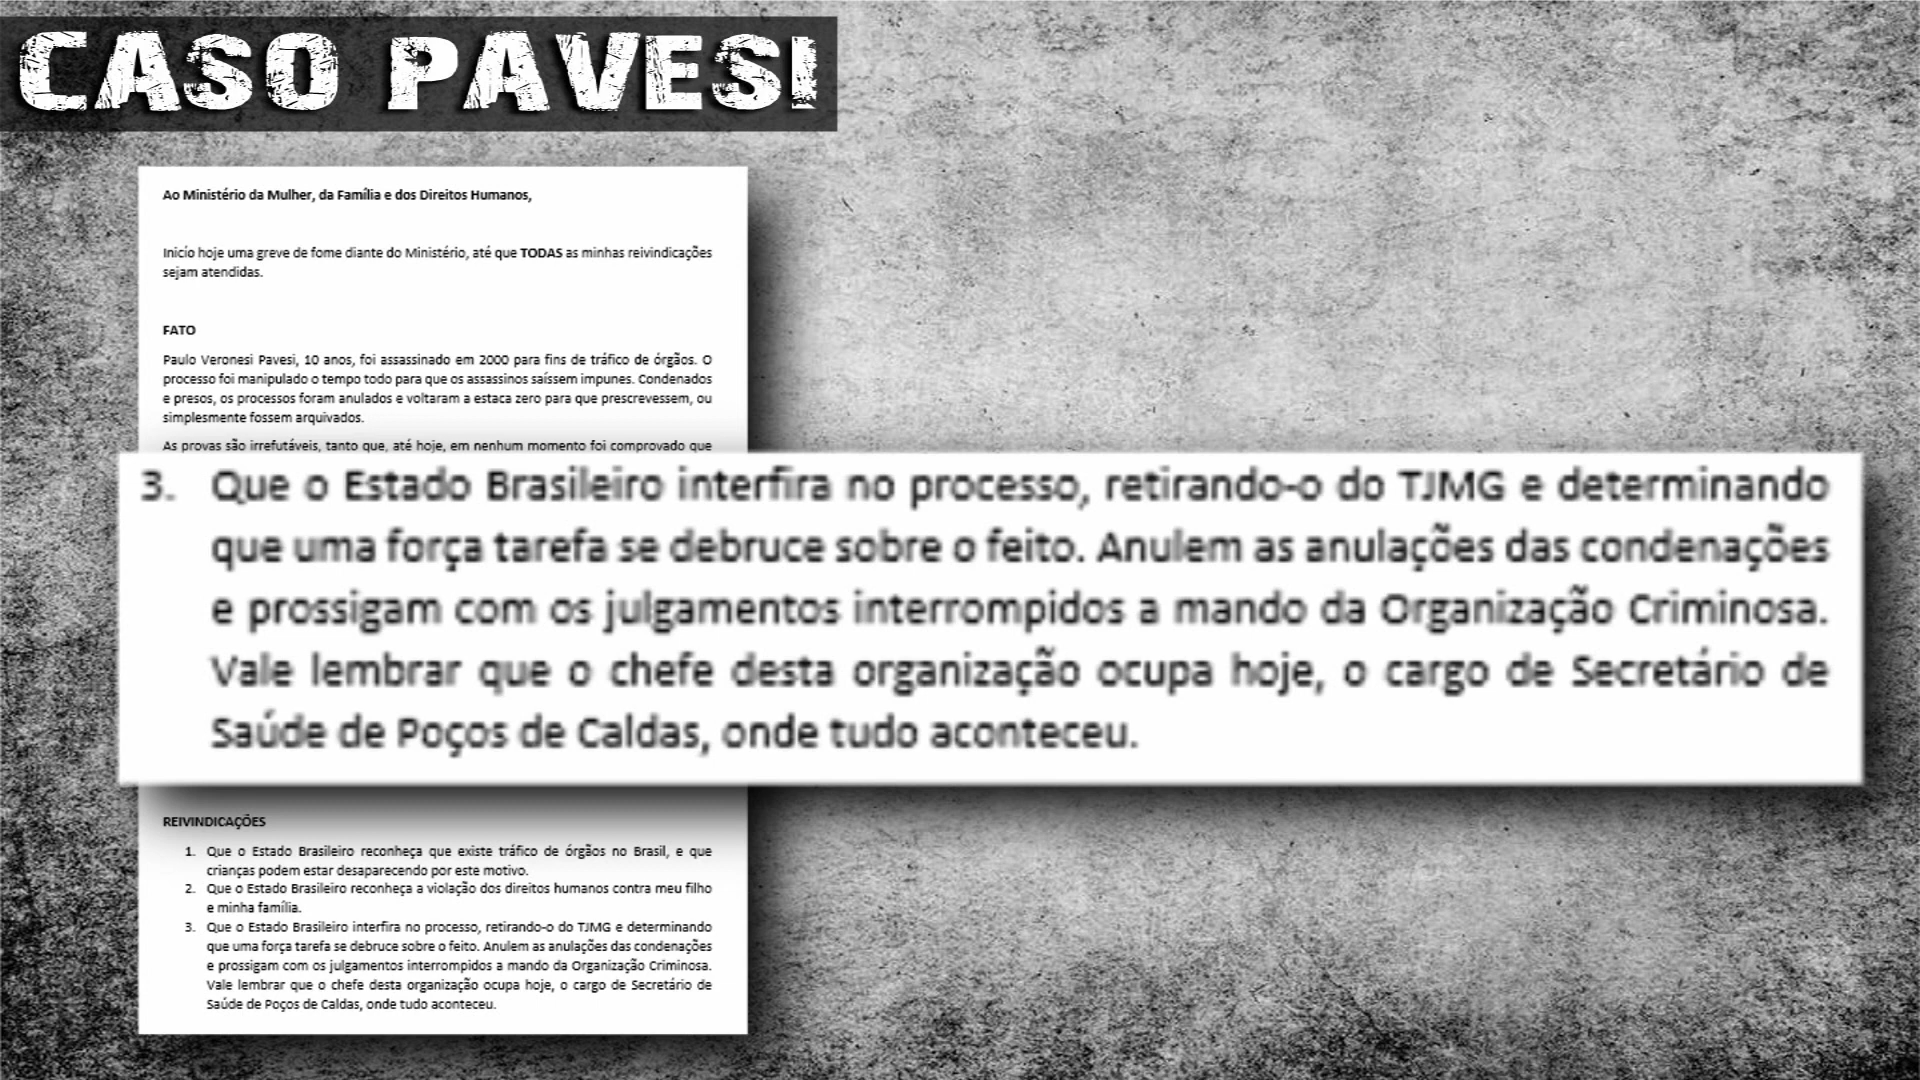 CASO PAVESI
Ao Ministério da Mulher, da Família e dos Direitos Humanos,
Inicío hoje uma greve de fome diante do Ministério, até que TODAS as minhas reivindicações
sejam atendidas.
FATO
Paulo Veronesi Pavesi, 10 anos, foi assassinado em 2000 para fins de tráfico de órgãos. O
processo foi manipulado o tempo todo para que os assassinos saíssem impunes. Condenados
e presos, os processos foram anulados e voltaram a estaca zero para que prescrevessem, ou
simplesmente fossem arquivados.
As provas são irrefutáveis, tanto que, até hoje, em nenhum momento foi comprovado que
3. Que o Estado Brasileiro interfira no processo, retirando-o do TJMG e determinando
que uma força tarefa se debruce sobre o feito. Anulem as anulações das condenações
e prossigam com os julgamentos interrompidos a mando da Organização Criminosa.
Vale lembrar que o chefe desta organização ocupa hoje, o cargo de Secretário de
Saúde de Poços de Caldas, onde tudo aconteceu.
REIVINDICAÇÕES
1. Que o Estado Brasileiro reconheça que existe tráfico de órgãos no Brasil, e que
crianças podem estar desaparecendo por este motivo.
2. Que o Estado Brasileiro reconheça a violação dos direitos humanos contra meu filho
e minha família.
3. Que o Estado Brasileiro interfira no processo, retirando-o do TJMG e determinando
que uma força tarefa se debruce sobre o feito. Anulem as anulações das condenações
e prossigam com os julgamentos interrompidos a mando da Organização Criminosa.
Vale lembrar que o chefe desta organização ocupa hoje, o cargo de Secretário de
Saúde de Poços de Caldas, onde tudo aconteceu.